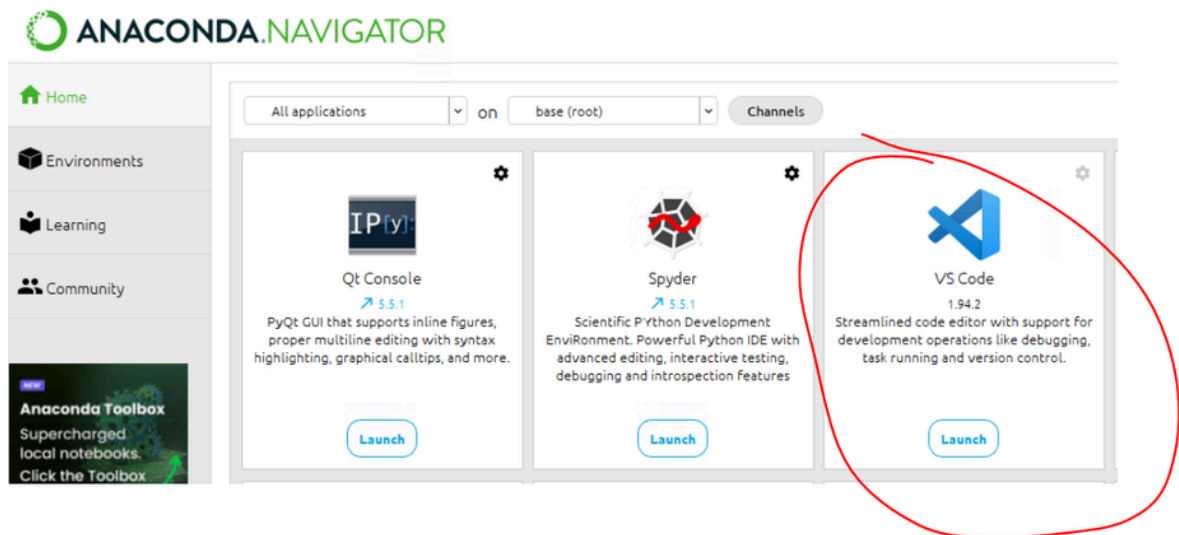 ANACONDA.NAVIGATOR
Home
Environments
Learning
Community
NEW
Anaconda Toolbox
Supercharged
local notebooks.
Click the Toolbox
All applications on base (root) Channels
IP[y]:
Qt Console
5.5.1
PyQt GUI that supports inline figures,
proper multiline editing with syntax
highlighting, graphical calltips, and more.
Launch
Spyder
5.5.1
Scientific PYthon Development
EnviRonment. Powerful Python IDE with
advanced editing, interactive testing,
debugging and introspection features
Launch
VS Code
1.94.2
Streamlined code editor with support for
development operations like debugging,
task running and version control.
Launch